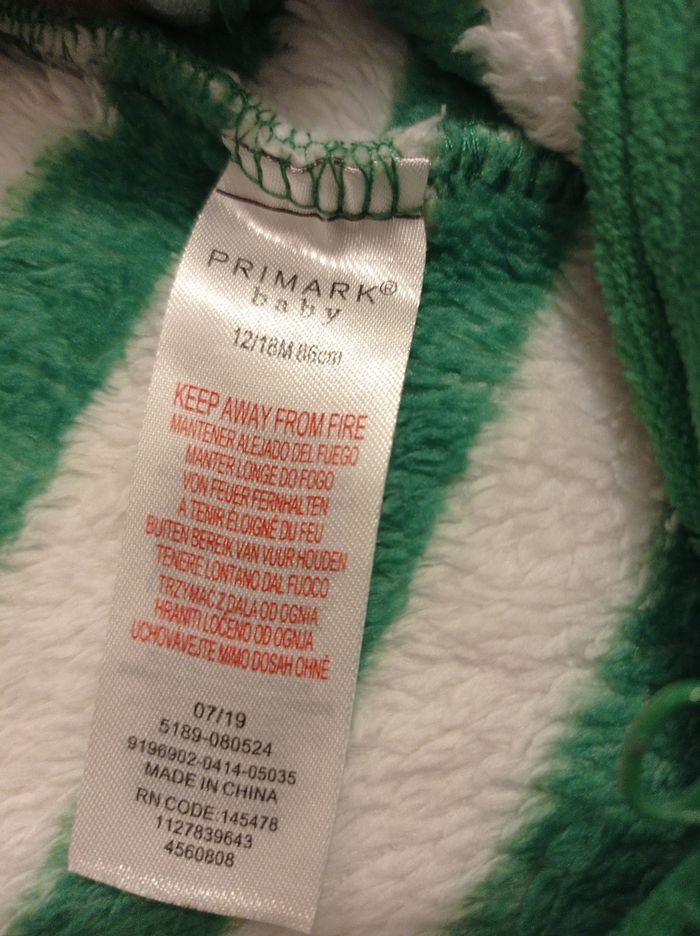 PRIMARK®
baby
12/18M 86cm
KEEP AWAY FROM FIRE
MANTENER ALEJADO DEL FUEGO
MANTER LONGE DO FOGO
VON FEUER FERNHALTEN
À TENIR ÉLOIGNÉ DU FEU
BUITEN BEREIK VAN VUUR HOUDEN
TENERE LONTANO DAL FUOCO
TRZYMAĆ Z DALA OD OGNIA
HRANITI LOČENO OD OGNJA
UCHOVÁVEJTE MIMO DOSAH OHNĚ
07/19
5189-080524
9196902-0414-05035
MADE IN CHINA
RN CODE:145478
1127839643
4560808